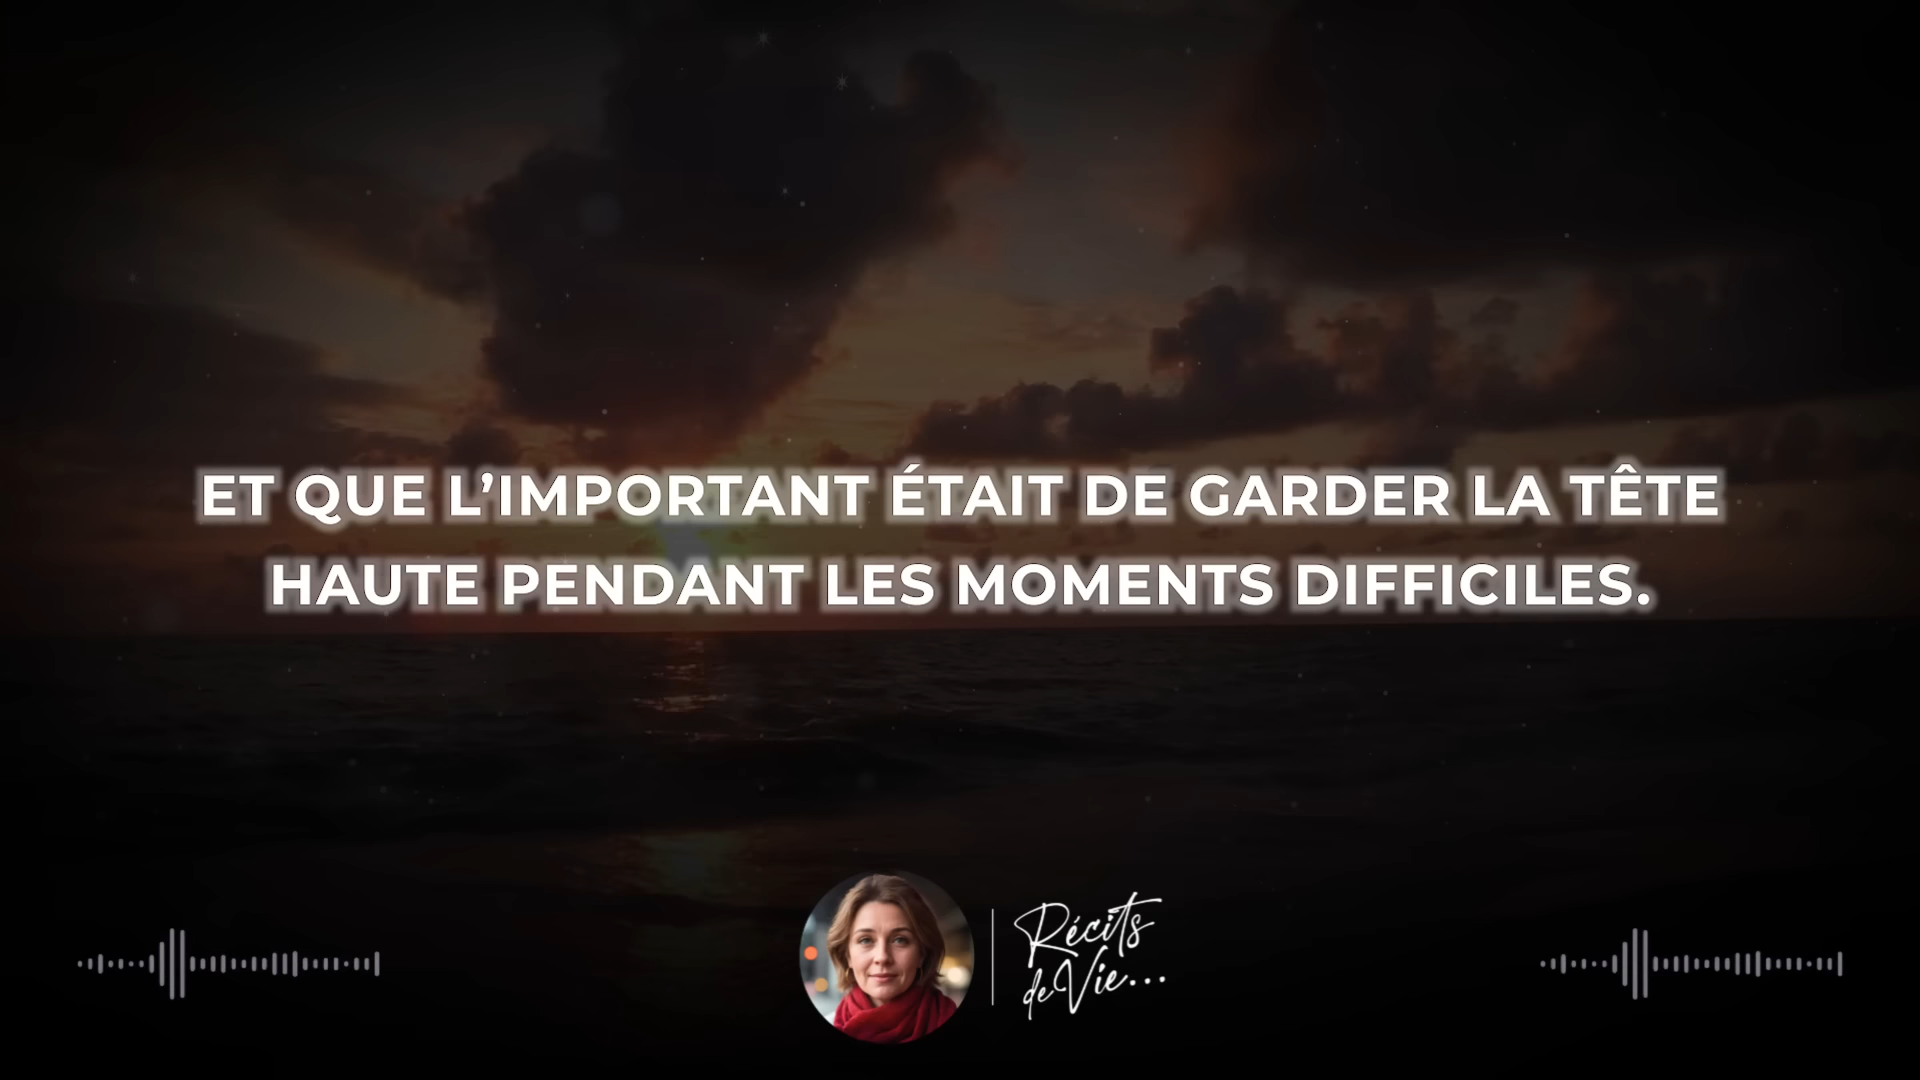 ET QUE L’IMPORTANT ÉTAIT DE GARDER LA TÊTE
HAUTE PENDANT LES MOMENTS DIFFICILES.
Récits
de Vie...